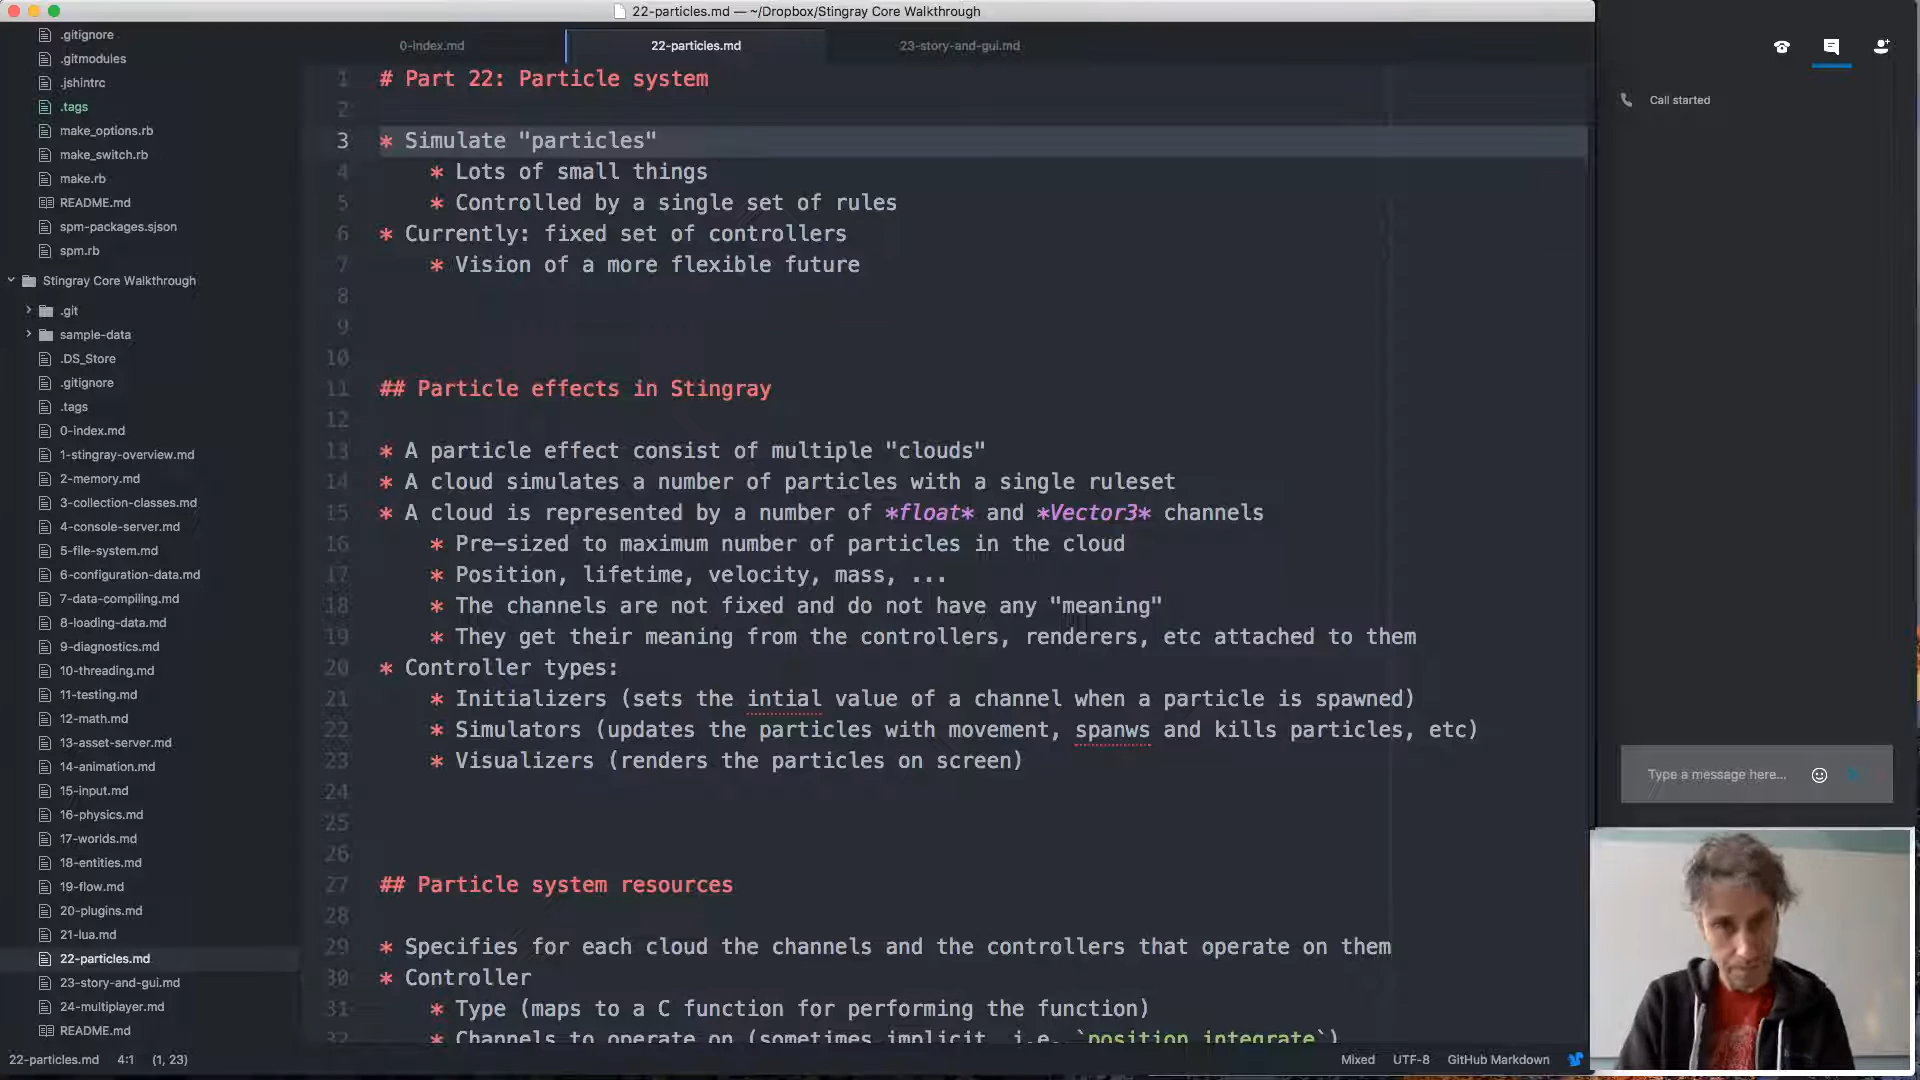 22-particles.md — ~/Dropbox/Stingray Core Walkthrough
.gitignore
.gitmodules
.jshintrc
.tags
make_options.rb
make_switch.rb
make.rb
README.md
spm-packages.sjson
spm.rb
Stingray Core Walkthrough
.git
sample-data
.DS_Store
.gitignore
.tags
0-index.md
1-stingray-overview.md
2-memory.md
3-collection-classes.md
4-console-server.md
5-file-system.md
6-configuration-data.md
7-data-compiling.md
8-loading-data.md
9-diagnostics.md
10-threading.md
11-testing.md
12-math.md
13-asset-server.md
14-animation.md
15-input.md
16-physics.md
17-worlds.md
18-entities.md
19-flow.md
20-plugins.md
21-lua.md
22-particles.md
23-story-and-gui.md
24-multiplayer.md
README.md
0-index.md 22-particles.md 23-story-and-gui.md
1 # Part 22: Particle system
2
3 * Simulate "particles"
4 * Lots of small things
5 * Controlled by a single set of rules
6 * Currently: fixed set of controllers
7 * Vision of a more flexible future
8
9
10
11 ## Particle effects in Stingray
12
13 * A particle effect consist of multiple "clouds"
14 * A cloud simulates a number of particles with a single ruleset
15 * A cloud is represented by a number of *float* and *Vector3* channels
16 * Pre-sized to maximum number of particles in the cloud
17 * Position, lifetime, velocity, mass, ...
18 * The channels are not fixed and do not have any "meaning"
19 * They get their meaning from the controllers, renderers, etc attached to them
20 * Controller types:
21 * Initializers (sets the intial value of a channel when a particle is spawned)
22 * Simulators (updates the particles with movement, spanws and kills particles, etc)
23 * Visualizers (renders the particles on screen)
24
25
26
27 ## Particle system resources
28
29 * Specifies for each cloud the channels and the controllers that operate on them
30 * Controller
31 * Type (maps to a C function for performing the function)
32 * Channels to operate on (sometimes implicit, i.e. `position_integrate`)
22-particles.md 4:1 (1, 23) Mixed UTF-8 GitHub Markdown
Call started
Type a message here...